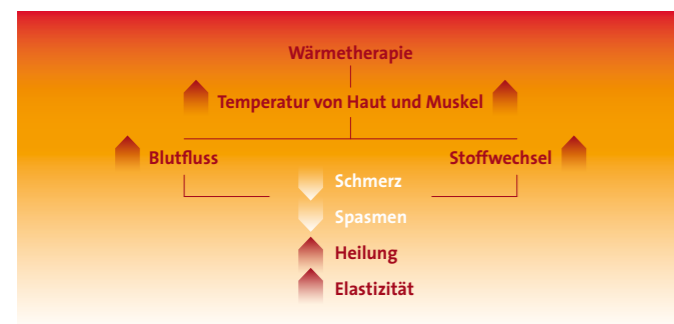 Wärmetherapie
Temperatur von Haut und Muskel
Blutfluss Stoffwechsel
Schmerz
Spasmen
Heilung
Elastizität